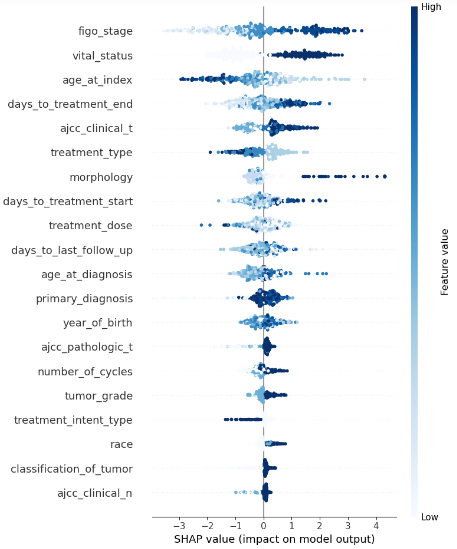 High
figo_stage
vital_status
age_at_index
days_to_treatment_end
ajcc_clinical_t
treatment_type
morphology
days_to_treatment_start
treatment_dose
days_to_last_follow_up
age_at_diagnosis
primary_diagnosis
year_of_birth
ajcc_pathologic_t
number_of_cycles
tumor_grade
treatment_intent_type
race
classification_of_tumor
ajcc_clinical_n
Feature value
Low
−3 −2 −1 0 1 2 3 4
SHAP value (impact on model output)